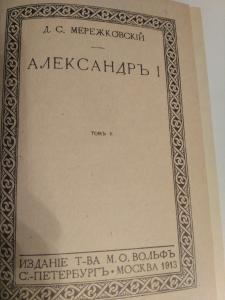 Д. С. МЕРЕЖКОВСКІЙ
АЛЕКСАНДРЪ I
ТОМЪ
ИЗДАНІЕ Т-ВА М. О. ВОЛЬФЪ
С.-ПЕТЕРБУРГЪ • МОСКВА 1913